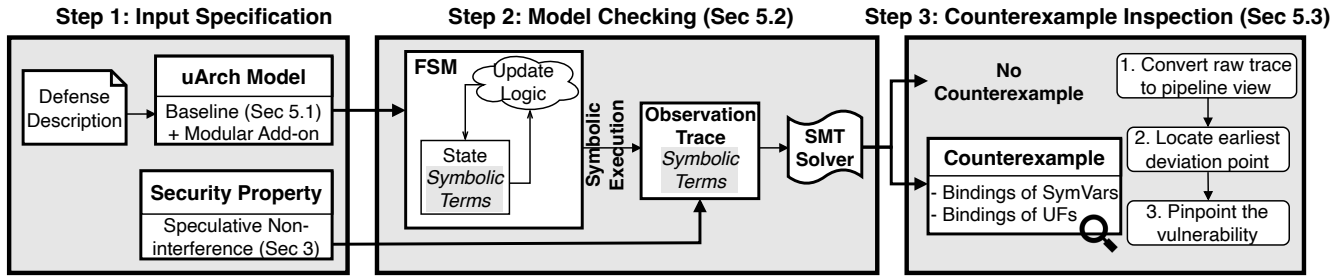 Step 1: Input Specification
Defense
Description
uArch Model
Baseline (Sec 5.1)
+ Modular Add-on
Security Property
Speculative Non-
interference (Sec 3)
Step 2: Model Checking (Sec 5.2)
FSM
Update
Logic
State
Symbolic
Terms
Symbolic
Execution
Observation
Trace
Symbolic
Terms
SMT
Solver
Step 3: Counterexample Inspection (Sec 5.3)
No
Counterexample
Counterexample
- Bindings of SymVars
- Bindings of UFs
1. Convert raw trace
to pipeline view
2. Locate earliest
deviation point
3. Pinpoint the
vulnerability